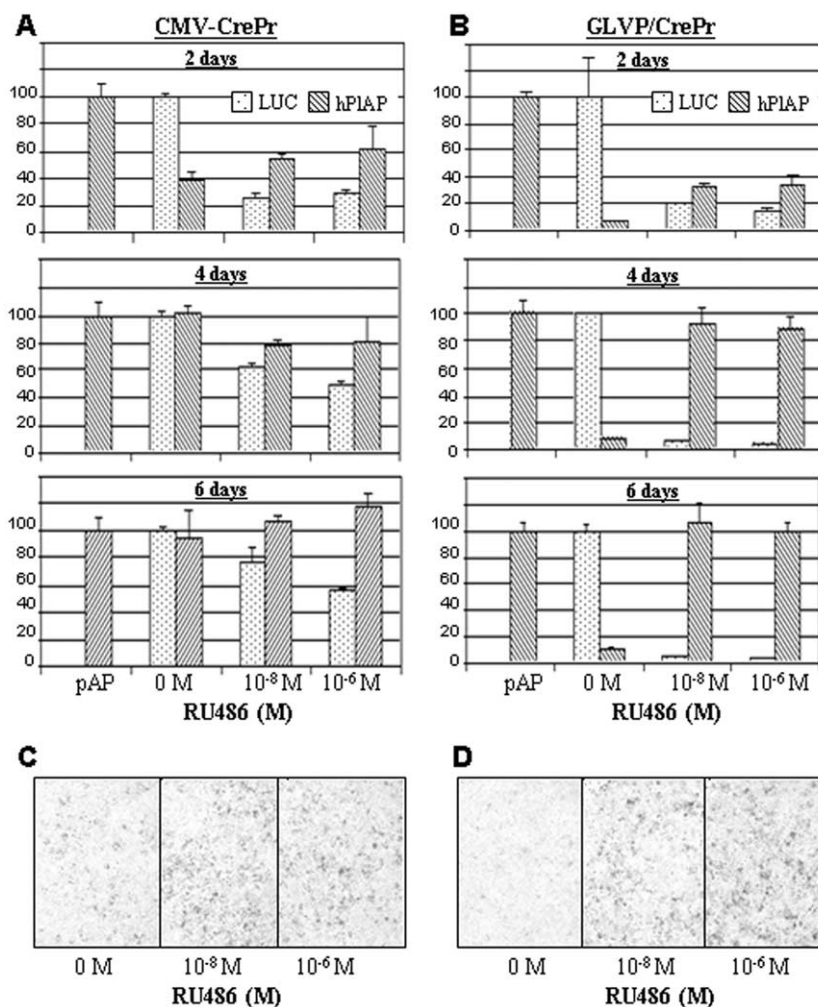 A
CMV-CrePr
2 days
LUC hPlAP
100
80
60
40
20
0
4 days
100
80
60
40
20
0
6 days
100
80
60
40
20
0
pAP 0 M 10⁻⁸ M 10⁻⁶ M
RU486 (M)
B
GLVP/CrePr
2 days
LUC hPlAP
100
80
60
40
20
0
4 days
100
80
60
40
20
0
6 days
100
80
60
40
20
0
pAP 0 M 10⁻⁸ M 10⁻⁶ M
RU486 (M)
C
0 M 10⁻⁸ M 10⁻⁶ M
RU486 (M)
D
0 M 10⁻⁸ M 10⁻⁶ M
RU486 (M)